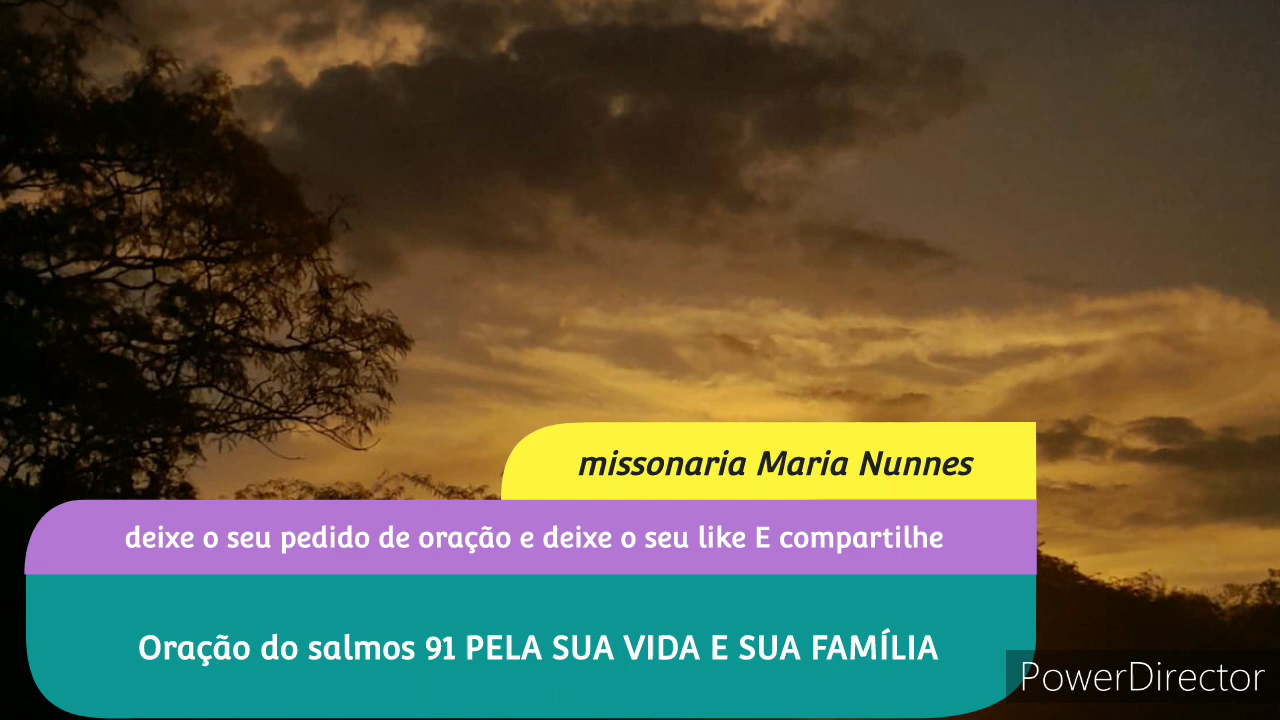 missonaria Maria Nunnes
deixe o seu pedido de oração e deixe o seu like E compartilhe
Oração do salmos 91 PELA SUA VIDA E SUA FAMÍLIA
PowerDirector